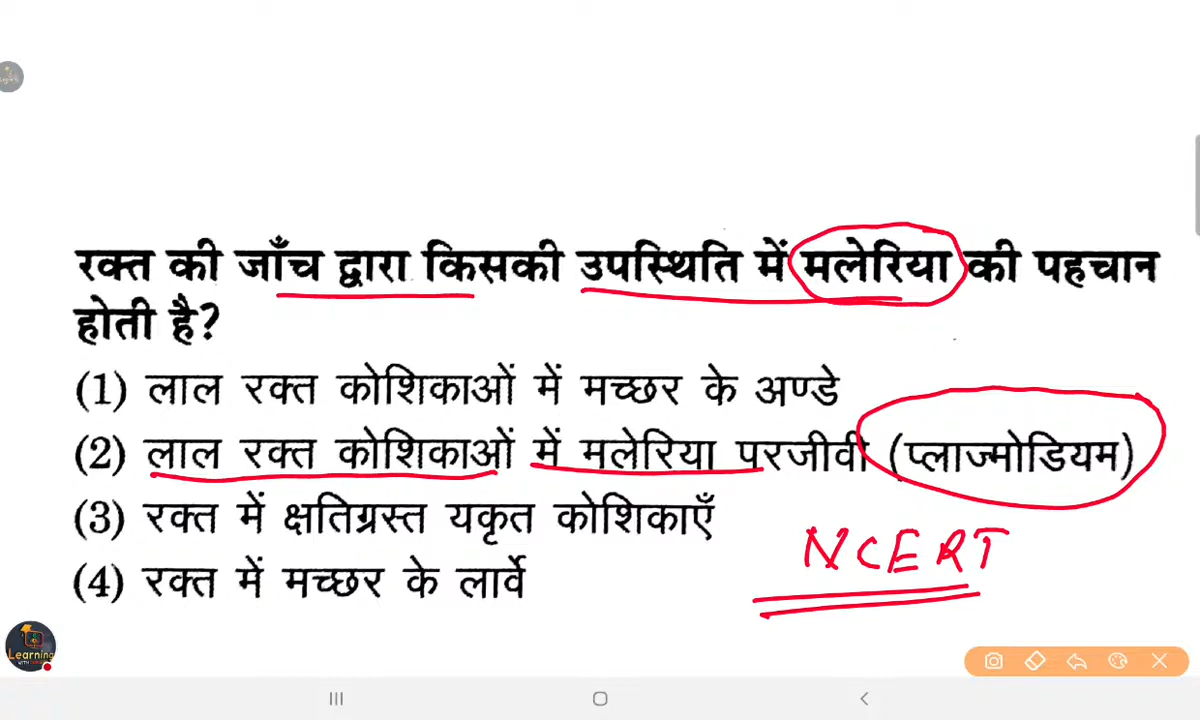 रक्त की जाँच द्वारा किसकी उपस्थिति में मलेरिया की पहचान
होती है?
(1) लाल रक्त कोशिकाओं में मच्छर के अण्डे
(2) लाल रक्त कोशिकाओं में मलेरिया परजीवी (प्लाज्मोडियम)
(3) रक्त में क्षतिग्रस्त यकृत कोशिकाएँ
NCERT
(4) रक्त में मच्छर के लार्वे
Learning